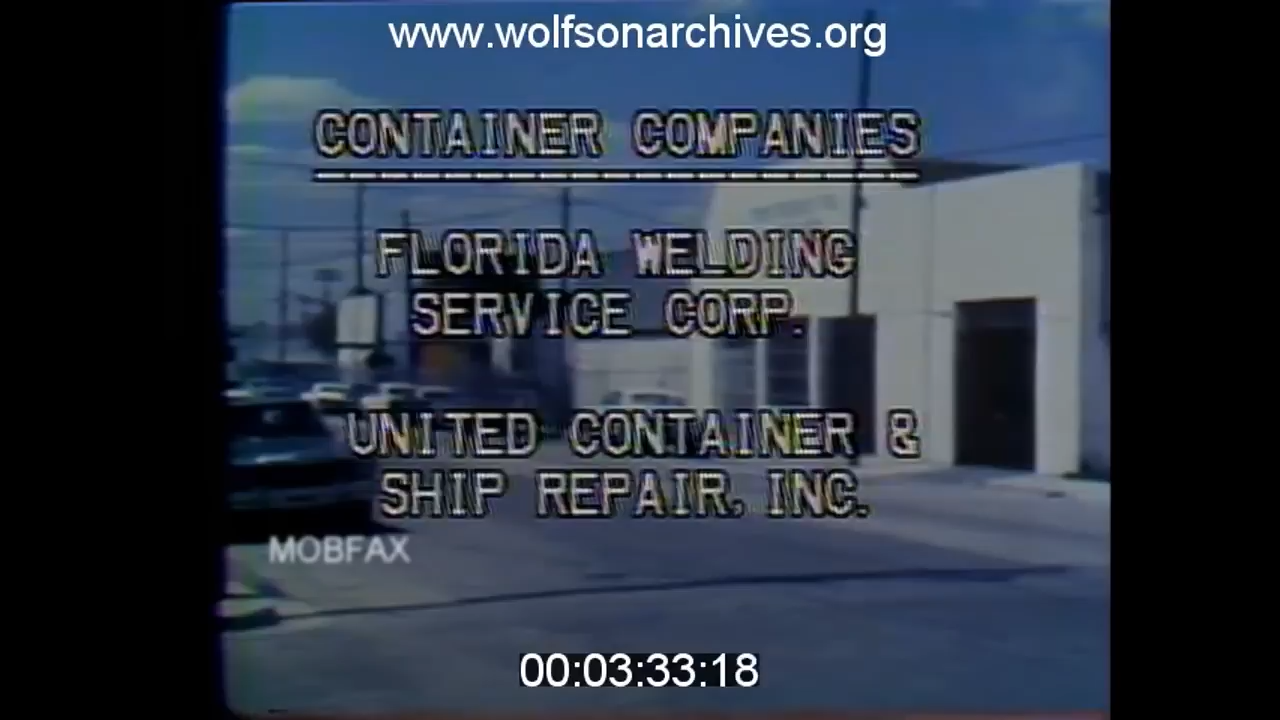 www.wolfsonarchives.org
CONTAINER COMPANIES
FLORIDA WELDING
SERVICE CORP.
UNITED CONTAINER &
SHIP REPAIR, INC.
MOBFAX
00:03:33:18